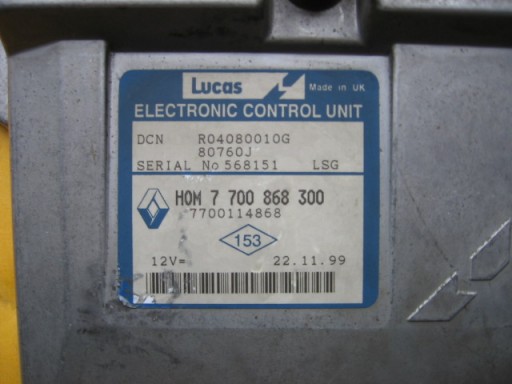 Lucas Made in UK
ELECTRONIC CONTROL UNIT
DCN R04080010G
80760J
SERIAL No 568151 LSG
HOM 7 700 868 300
7700114868
153
12V= 22.11.99